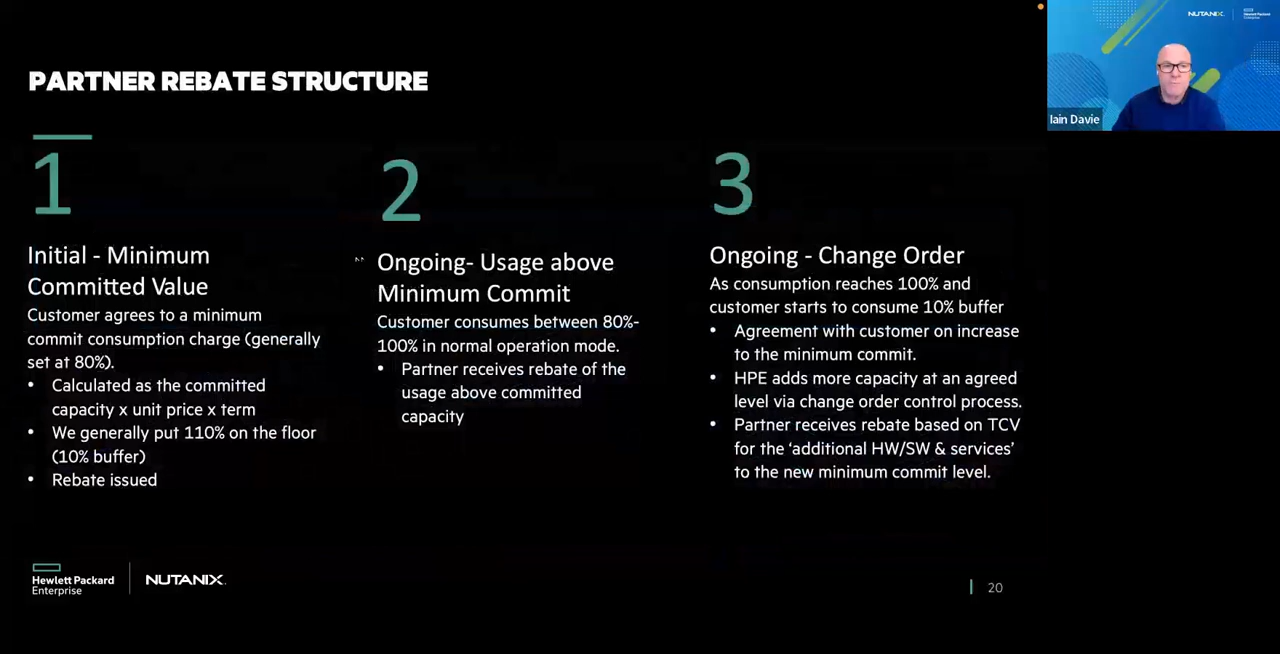 PARTNER REBATE STRUCTURE
1
Initial - Minimum
Committed Value
Customer agrees to a minimum
commit consumption charge (generally
set at 80%).
• Calculated as the committed
capacity x unit price x term
• We generally put 110% on the floor
(10% buffer)
• Rebate issued
2
Ongoing- Usage above
Minimum Commit
Customer consumes between 80%-
100% in normal operation mode.
• Partner receives rebate of the
usage above committed
capacity
3
Ongoing - Change Order
As consumption reaches 100% and
customer starts to consume 10% buffer
• Agreement with customer on increase
to the minimum commit.
• HPE adds more capacity at an agreed
level via change order control process.
• Partner receives rebate based on TCV
for the ‘additional HW/SW & services’
to the new minimum commit level.
Hewlett Packard
Enterprise
NUTANIX.
20
NUTANIX.
Hewlett Packard
Enterprise
Iain Davie